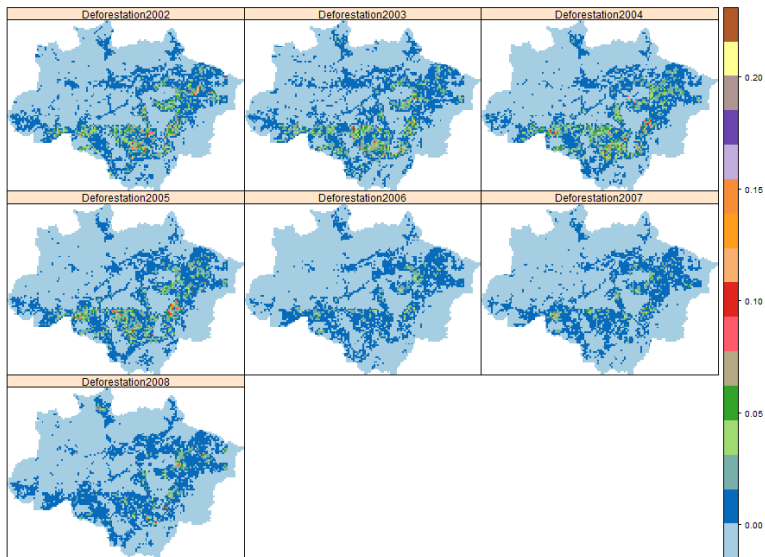 Deforestation2002
Deforestation2003
Deforestation2004
Deforestation2005
Deforestation2006
Deforestation2007
Deforestation2008
0.20
0.15
0.10
0.05
0.00